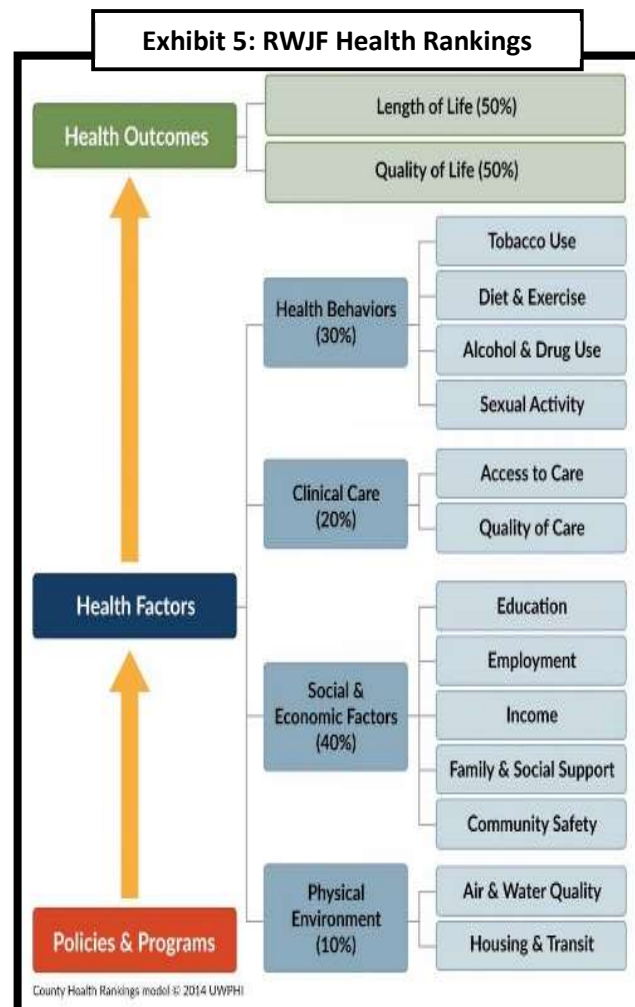 Exhibit 5: RWJF Health Rankings
Health Outcomes
Length of Life (50%)
Quality of Life (50%)
Health Factors
Health Behaviors
(30%)
Tobacco Use
Diet & Exercise
Alcohol & Drug Use
Sexual Activity
Clinical Care
(20%)
Access to Care
Quality of Care
Social &
Economic Factors
(40%)
Education
Employment
Income
Family & Social Support
Community Safety
Physical
Environment
(10%)
Air & Water Quality
Housing & Transit
Policies & Programs
County Health Rankings model © 2014 UWPHI